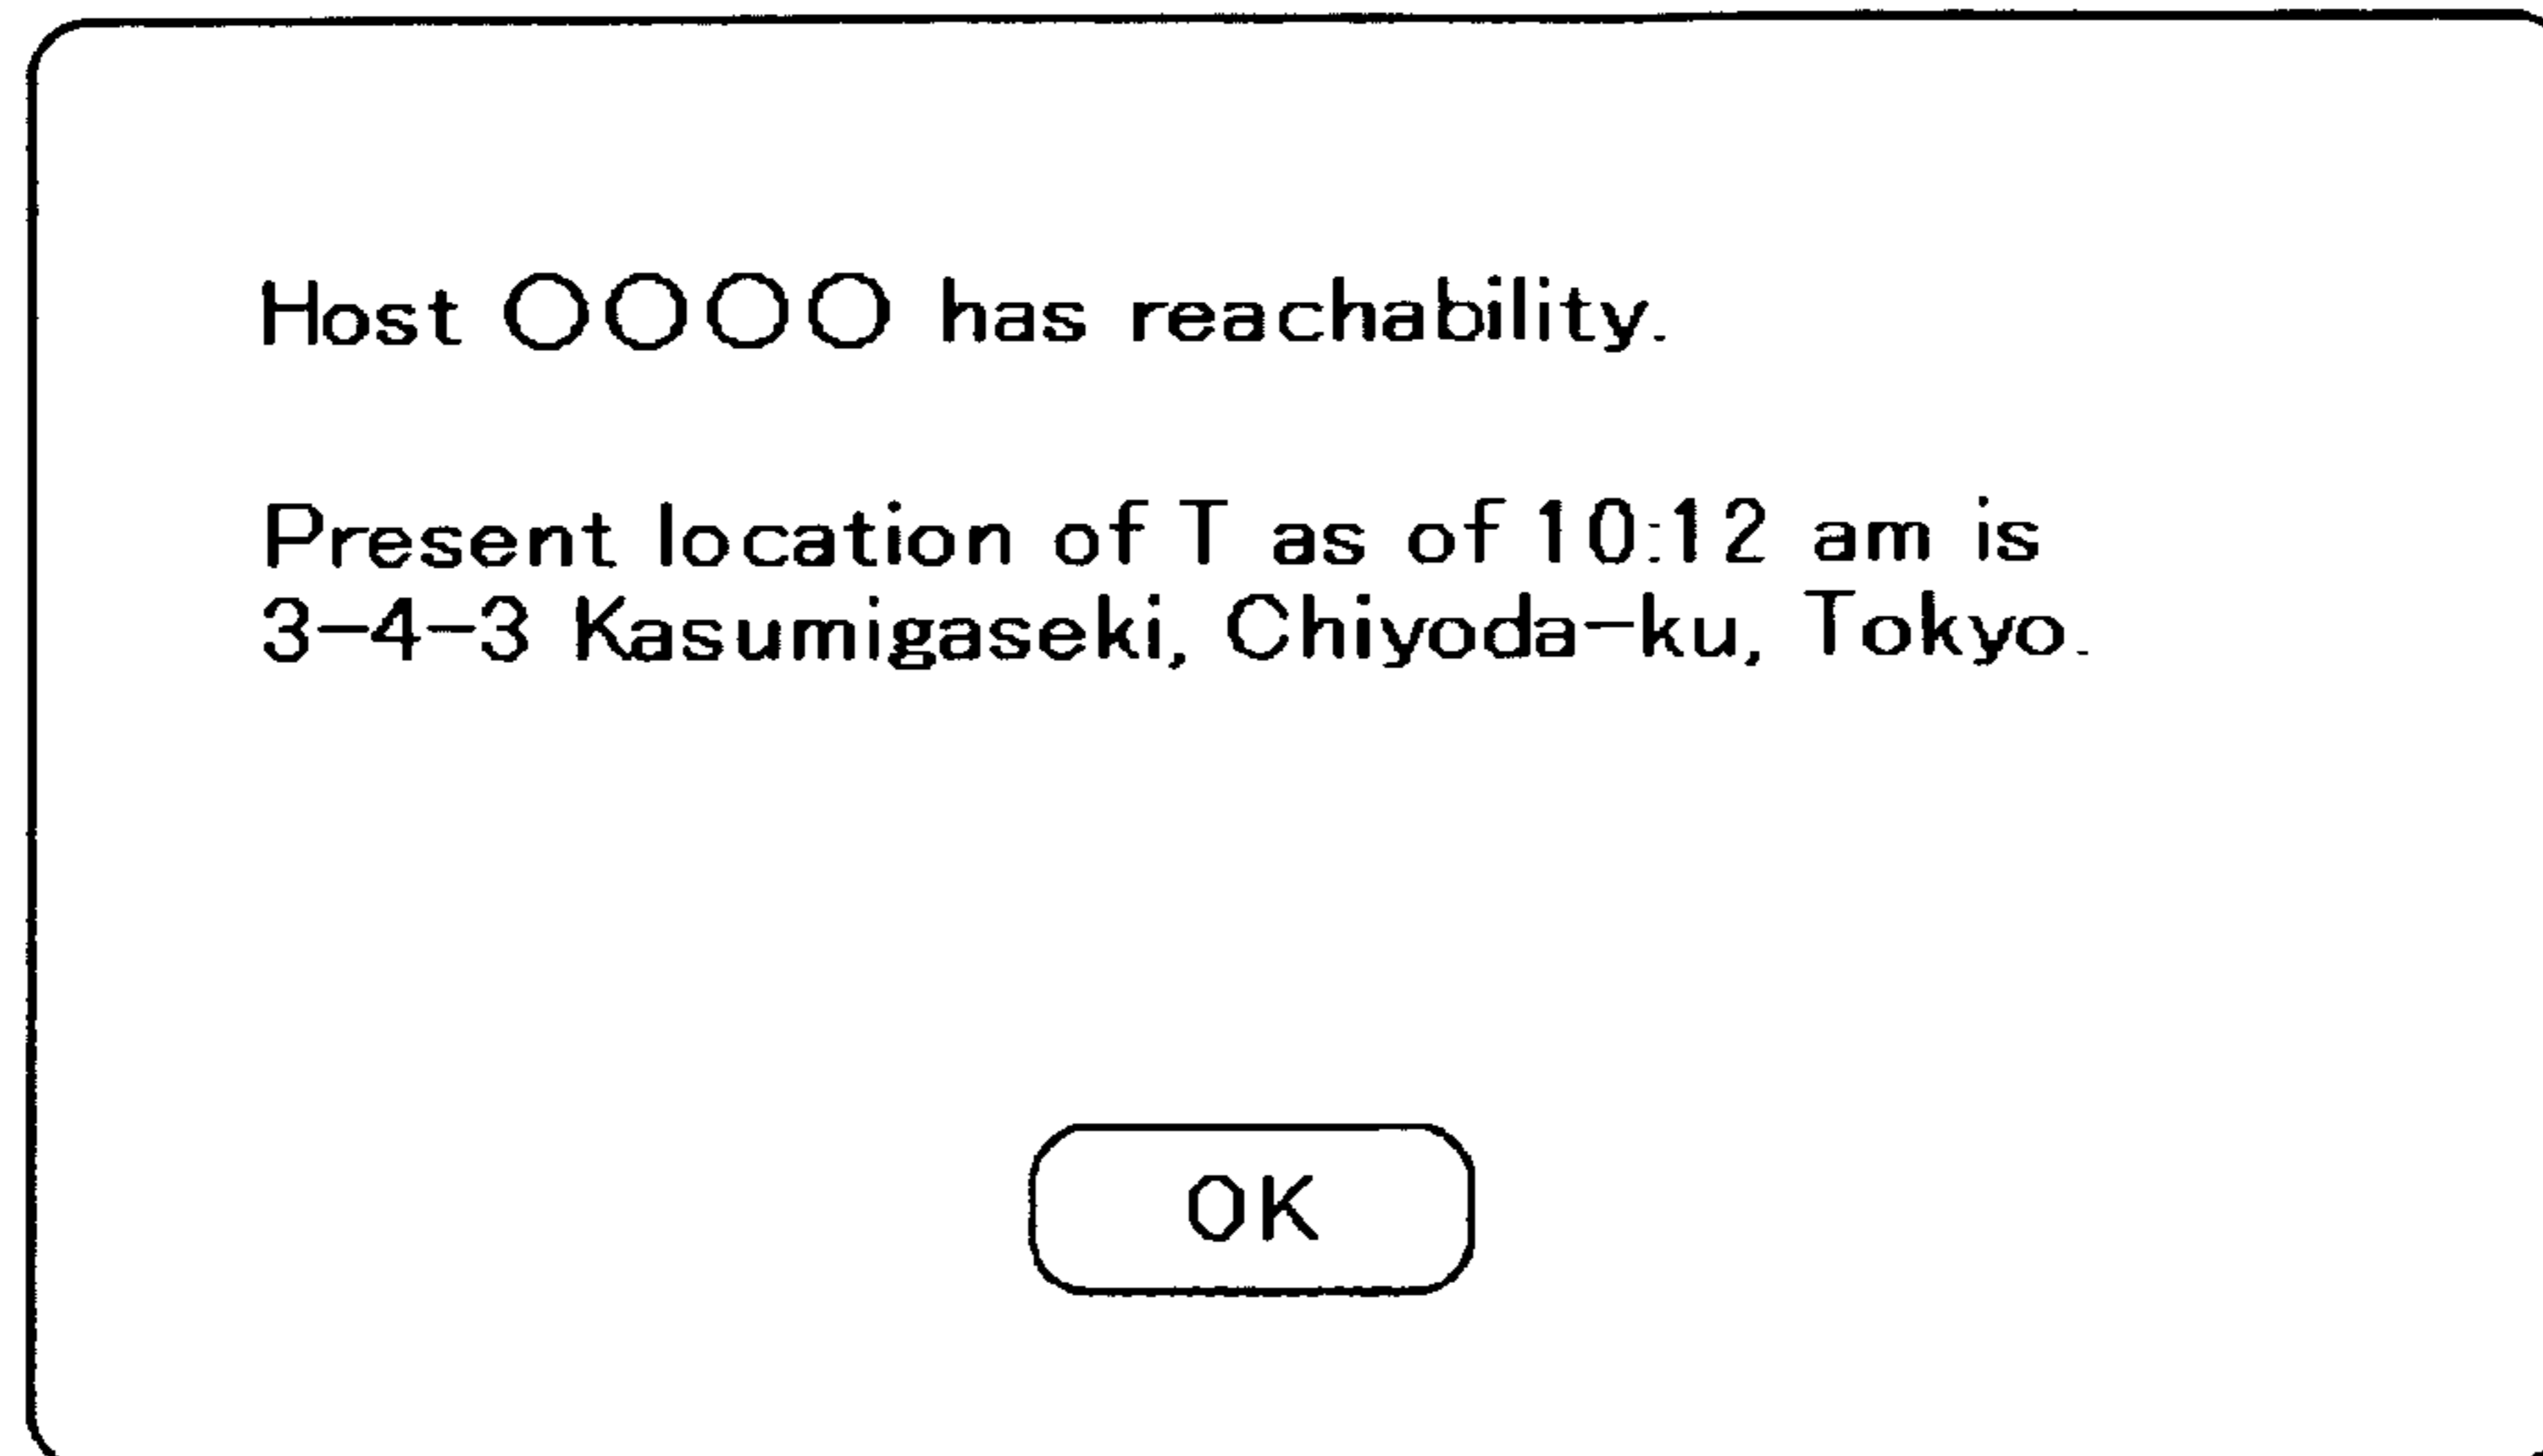 Host ○○○○ has reachability.
Present location of T as of 10:12 am is
3-4-3 Kasumigaseki, Chiyoda-ku, Tokyo.
OK